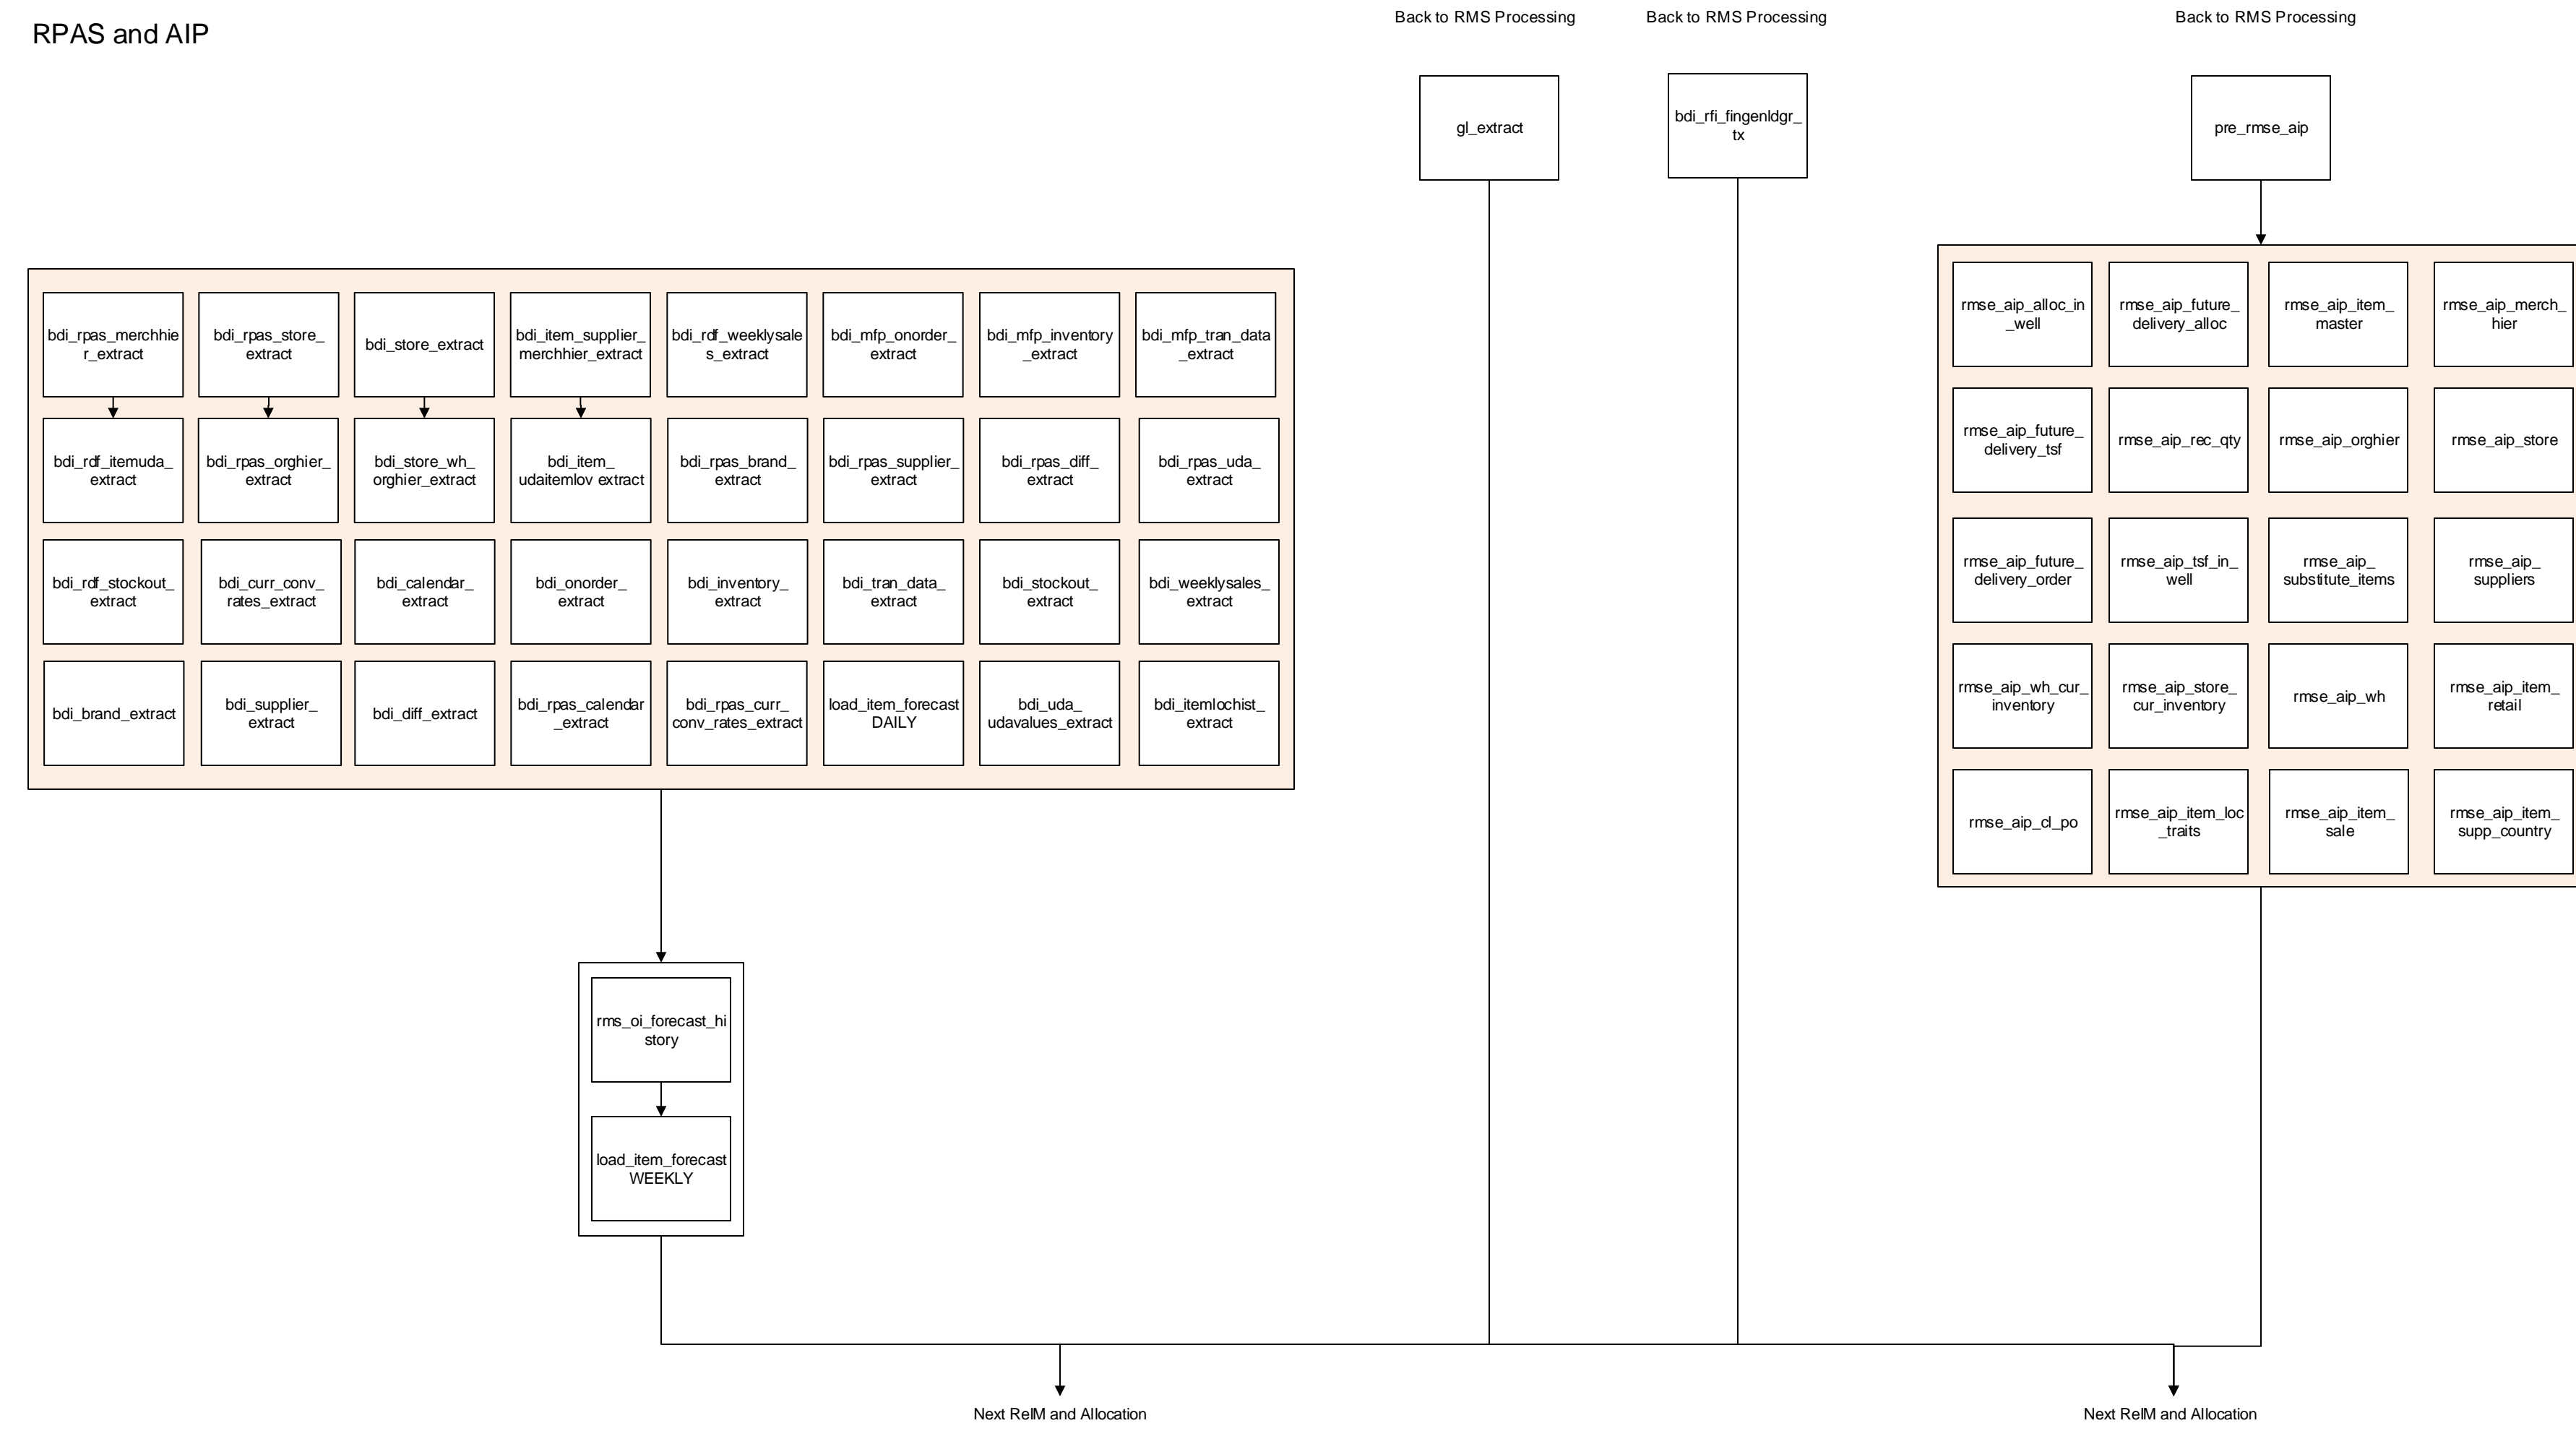 RPAS and AIP
Back to RMS Processing
Back to RMS Processing
Back to RMS Processing
gl_extract
bdi_rfi_fingenldgr_
tx
pre_rmse_aip
bdi_rpas_merchhie
r_extract
bdi_rpas_store_
extract
bdi_store_extract
bdi_item_supplier_
merchhier_extract
bdi_rdf_weeklysale
s_extract
bdi_mfp_onorder_
extract
bdi_mfp_inventory
_extract
bdi_mfp_tran_data
_extract
bdi_rdf_itemuda_
extract
bdi_rpas_orghier_
extract
bdi_store_wh_
orghier_extract
bdi_item_
udaitemlov extract
bdi_rpas_brand_
extract
bdi_rpas_supplier_
extract
bdi_rpas_diff_
extract
bdi_rpas_uda_
extract
bdi_rdf_stockout_
extract
bdi_curr_conv_
rates_extract
bdi_calendar_
extract
bdi_onorder_
extract
bdi_inventory_
extract
bdi_tran_data_
extract
bdi_stockout_
extract
bdi_weeklysales_
extract
bdi_brand_extract
bdi_supplier_
extract
bdi_diff_extract
bdi_rpas_calendar
_extract
bdi_rpas_curr_
conv_rates_extract
load_item_forecast
DAILY
bdi_uda_
udavalues_extract
bdi_itemlochist_
extract
rmse_aip_alloc_in
_well
rmse_aip_future_
delivery_alloc
rmse_aip_item_
master
rmse_aip_merch_
hier
rmse_aip_future_
delivery_tsf
rmse_aip_rec_qty
rmse_aip_orghier
rmse_aip_store
rmse_aip_future_
delivery_order
rmse_aip_tsf_in_
well
rmse_aip_
substitute_items
rmse_aip_
suppliers
rmse_aip_wh_cur_
inventory
rmse_aip_store_
cur_inventory
rmse_aip_wh
rmse_aip_item_
retail
rmse_aip_cl_po
rmse_aip_item_loc
_traits
rmse_aip_item_
sale
rmse_aip_item_
supp_country
rms_oi_forecast_hi
story
load_item_forecast
WEEKLY
Next ReIM and Allocation
Next ReIM and Allocation